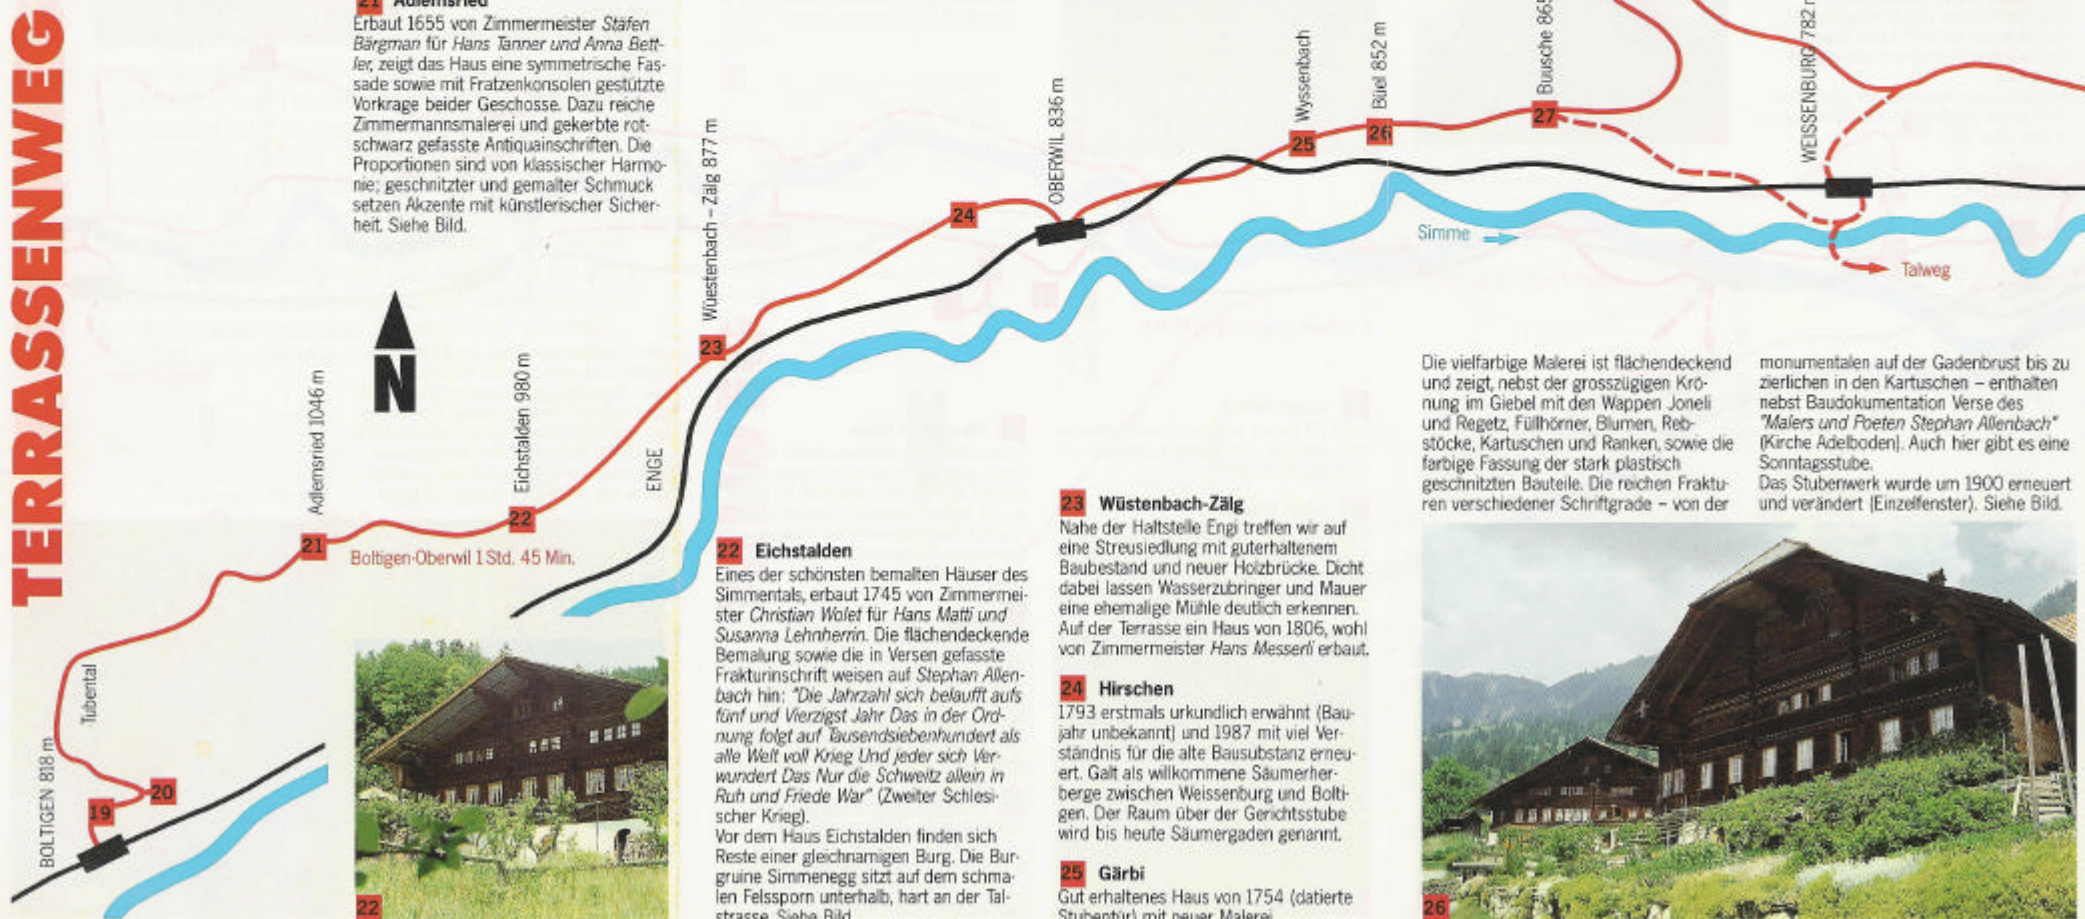 TERRASSENWEG
21 Adlemsried
Erbaut 1655 von Zimmermeister Stäfen
Bärgman für Hans Tanner und Anna Bett-
ler, zeigt das Haus eine symmetrische Fas-
sade sowie mit Fratzenkonsolen gestützte
Vorkrage beider Geschosse. Dazu reiche
Zimmermannsmalerei und gekerbte rot-
schwarz gefasste Antiquainschriften. Die
Proportionen sind von klassischer Harmo-
nie; geschnitzter und gemalter Schmuck
setzen Akzente mit künstlerischer Sicher-
heit. Siehe Bild.
N
BOLTIGEN 818 m
Tubental
19
20
21
Adlemsried 1046 m
Boltigen-Oberwil 1 Std. 45 Min.
22
Eichstalden 980 m
ENGE
23
Wüestenbach – Zälg 877 m
24
OBERWIL 836 m
25
Wyssenbach
26
Büel 852 m
27
Buusche 865
WEISSENBURG 782 m
Simme
Talweg
22
22 Eichstalden
Eines der schönsten bemalten Häuser des
Simmentals, erbaut 1745 von Zimmermei-
ster Christian Wolet für Hans Matti und
Susanna Lehnherrin. Die flächendeckende
Bemalung sowie die in Versen gefasste
Frakturinschrift weisen auf Stephan Allen-
bach hin: "Die Jahrzahl sich belaufft aufs
fünf und Vierzigst Jahr Das in der Ord-
nung folgt auf Tausendsiebenhundert als
alle Welt voll Krieg Und jeder sich Ver-
wundert Das Nur die Schweitz allein in
Ruh und Friede War" (Zweiter Schlesi-
scher Krieg).
Vor dem Haus Eichstalden finden sich
Reste einer gleichnamigen Burg. Die Bur-
gruine Simmenegg sitzt auf dem schma-
len Felssporn unterhalb, hart an der Tal-
strasse. Siehe Bild.
23 Wüstenbach-Zälg
Nahe der Haltstelle Engi treffen wir auf
eine Streusiedlung mit guterhaltenem
Baubestand und neuer Holzbrücke. Dicht
dabei lassen Wasserzubringer und Mauer
eine ehemalige Mühle deutlich erkennen.
Auf der Terrasse ein Haus von 1806, wohl
von Zimmermeister Hans Messerli erbaut.
24 Hirschen
1793 erstmals urkundlich erwähnt (Bau-
jahr unbekannt) und 1987 mit viel Ver-
ständnis für die alte Bausubstanz erneu-
ert. Galt als willkommene Säumerher-
berge zwischen Weissenburg und Bolti-
gen. Der Raum über der Gerichtsstube
wird bis heute Säumergaden genannt.
25 Gärbi
Gut erhaltenes Haus von 1754 (datierte
Stubentür) mit neuer Malerei.
Die vielfarbige Malerei ist flächendeckend
und zeigt, nebst der grosszügigen Krö-
nung im Giebel mit den Wappen Joneli
und Regetz, Füllhörner, Blumen, Reb-
stöcke, Kartuschen und Ranken, sowie die
farbige Fassung der stark plastisch
geschnitzten Bauteile. Die reichen Fraktu-
ren verschiedener Schriftgrade – von der
monumentalen auf der Gadenbrust bis zu
zierlichen in den Kartuschen – enthalten
nebst Baudokumentation Verse des
"Malers und Poeten Stephan Allenbach"
(Kirche Adelboden). Auch hier gibt es eine
Sonntagsstube.
Das Stubenwerk wurde um 1900 erneuert
und verändert (Einzelfenster). Siehe Bild.
26